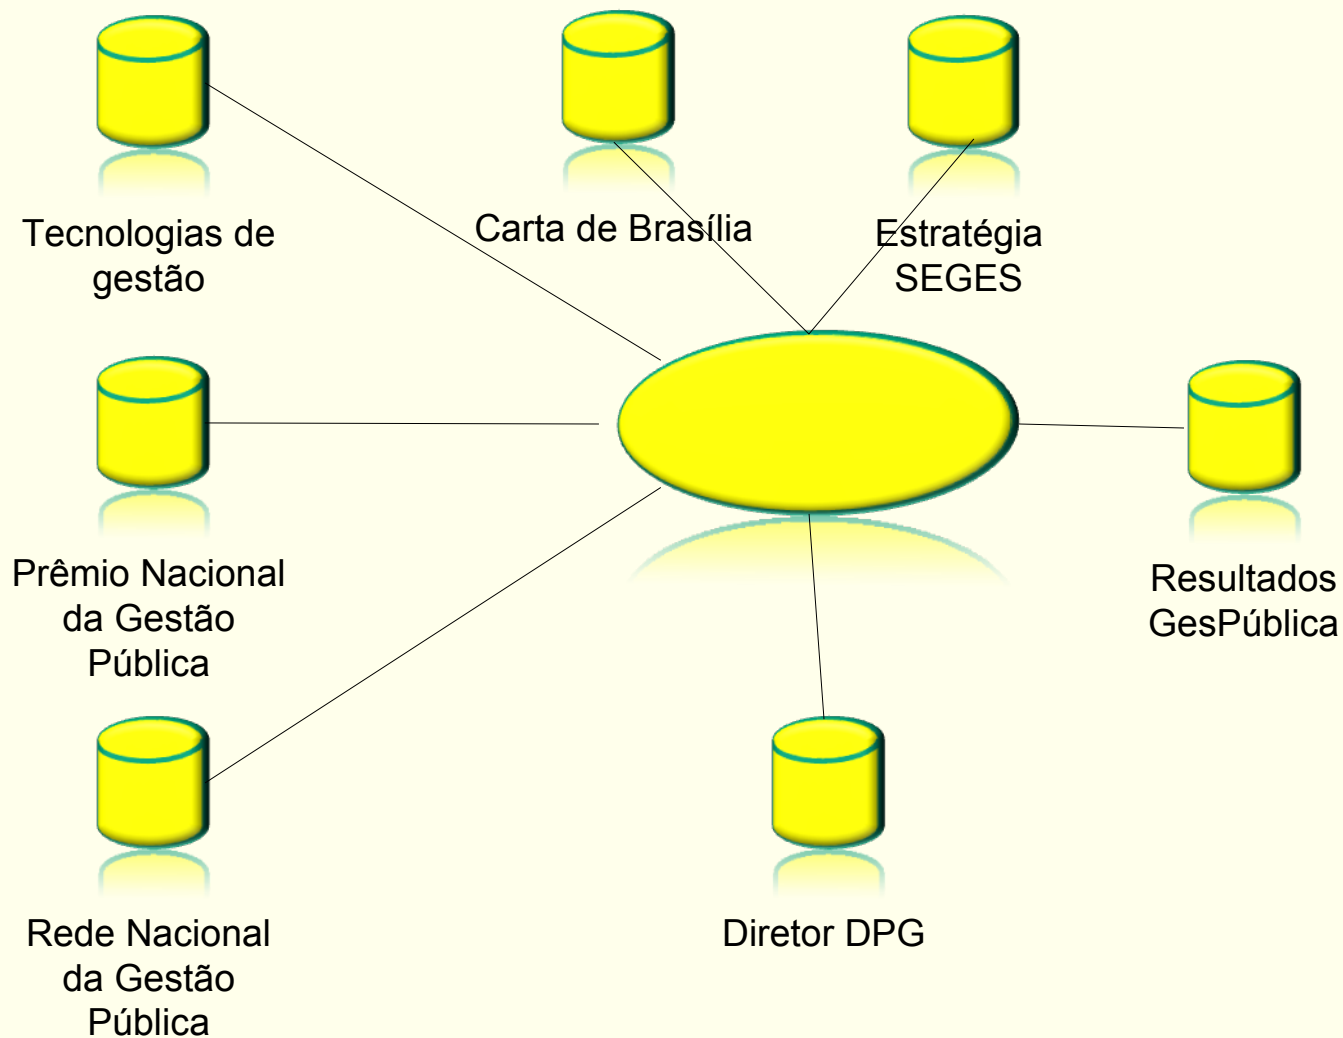 Tecnologias de
gestão
Carta de Brasília
Estratégia
SEGES
Prêmio Nacional
da Gestão
Pública
Resultados
GesPública
Rede Nacional
da Gestão
Pública
Diretor DPG